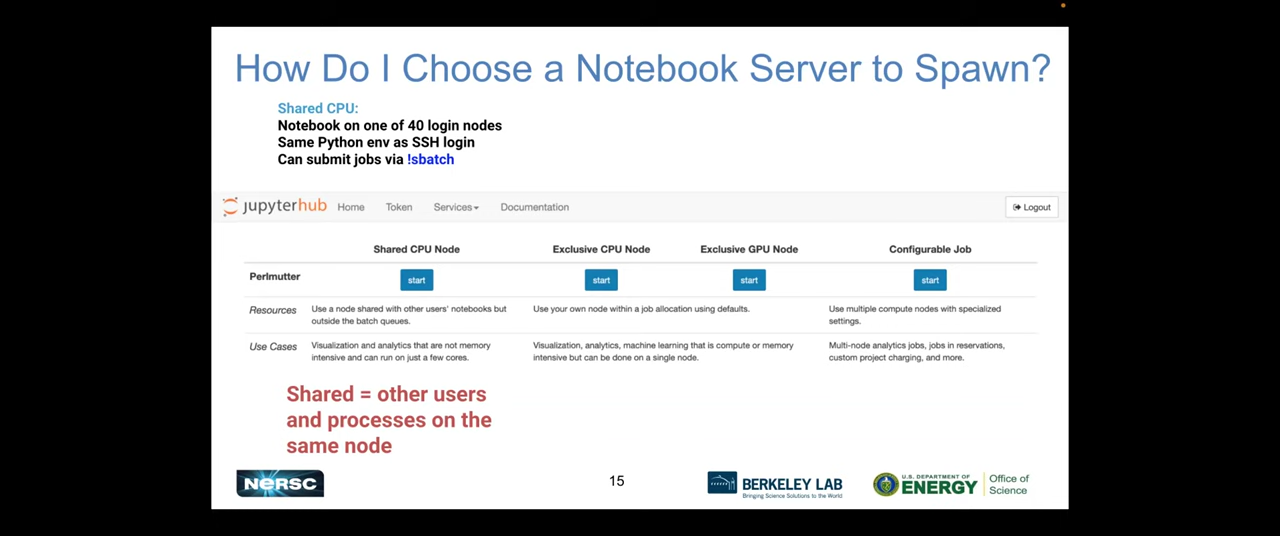 How Do I Choose a Notebook Server to Spawn?
Shared CPU:
Notebook on one of 40 login nodes
Same Python env as SSH login
Can submit jobs via !sbatch
jupyterhub Home Token Services Documentation Logout
Shared CPU Node Exclusive CPU Node Exclusive GPU Node Configurable Job
Perlmutter start start start start
Resources Use a node shared with other users' notebooks but Use your own node within a job allocation using defaults. Use multiple compute nodes with specialized
outside the batch queues. settings.
Use Cases Visualization and analytics that are not memory Visualization, analytics, machine learning that is compute or memory Multi-node analytics jobs, jobs in reservations,
intensive and can run on just a few cores. intensive but can be done on a single node. custom project charging, and more.
Shared = other users
and processes on the
same node
NERSC 15 BERKELEY LAB U.S. DEPARTMENT OF ENERGY Office of
Bringing Science Solutions to the World Science